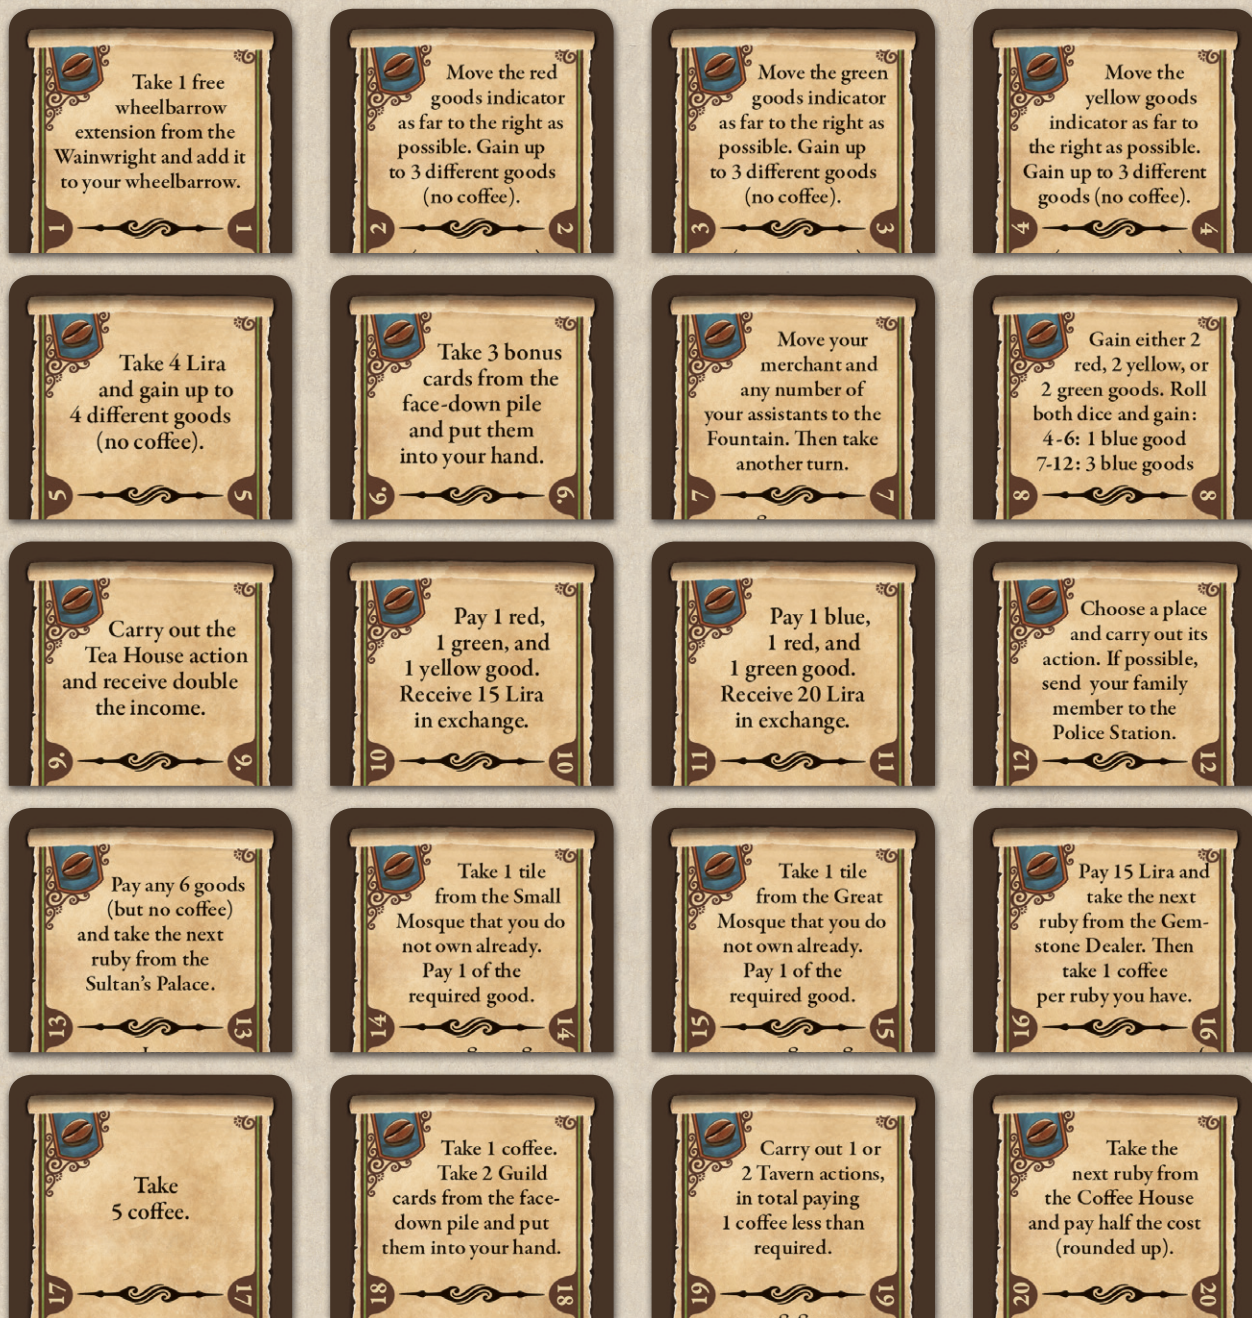 Take 1 free
wheelbarrow
extension from the
Wainwright and add it
to your wheelbarrow.
1 1
Move the red
goods indicator
as far to the right as
possible. Gain up
to 3 different goods
(no coffee).
2 2
Move the green
goods indicator
as far to the right as
possible. Gain up
to 3 different goods
(no coffee).
3 3
Move the
yellow goods
indicator as far to
the right as possible.
Gain up to 3 different
goods (no coffee).
4 4
Take 4 Lira
and gain up to
4 different goods
(no coffee).
5 5
Take 3 bonus
cards from the
face-down pile
and put them
into your hand.
6. 6.
Move your
merchant and
any number of
your assistants to the
Fountain. Then take
another turn.
7 7
Gain either 2
red, 2 yellow, or
2 green goods. Roll
both dice and gain:
4-6: 1 blue good
7-12: 3 blue goods
8 8
Carry out the
Tea House action
and receive double
the income.
9. 9.
Pay 1 red,
1 green, and
1 yellow good.
Receive 15 Lira
in exchange.
10 10
Pay 1 blue,
1 red, and
1 green good.
Receive 20 Lira
in exchange.
11 11
Choose a place
and carry out its
action. If possible,
send your family
member to the
Police Station.
12 12
Pay any 6 goods
(but no coffee)
and take the next
ruby from the
Sultan's Palace.
13 13
Take 1 tile
from the Small
Mosque that you do
not own already.
Pay 1 of the
required good.
14 14
Take 1 tile
from the Great
Mosque that you do
not own already.
Pay 1 of the
required good.
15 15
Pay 15 Lira and
take the next
ruby from the Gem-
stone Dealer. Then
take 1 coffee
per ruby you have.
16 16
Take
5 coffee.
17 17
Take 1 coffee.
Take 2 Guild
cards from the face-
down pile and put
them into your hand.
18 18
Carry out 1 or
2 Tavern actions,
in total paying
1 coffee less than
required.
19 19
Take the
next ruby from
the Coffee House
and pay half the cost
(rounded up).
20 20